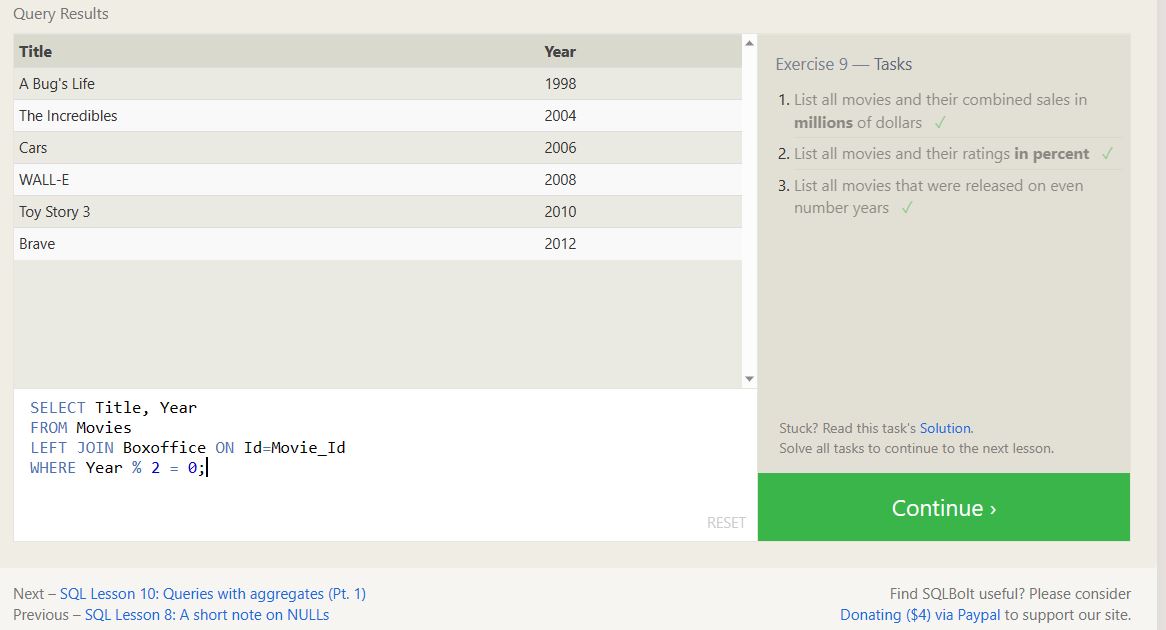 Query Results
Title Year
A Bug's Life 1998
The Incredibles 2004
Cars 2006
WALL-E 2008
Toy Story 3 2010
Brave 2012
SELECT Title, Year
FROM Movies
LEFT JOIN Boxoffice ON Id=Movie_Id
WHERE Year % 2 = 0;
RESET
Exercise 9 — Tasks
1. List all movies and their combined sales in
millions of dollars ✓
2. List all movies and their ratings in percent ✓
3. List all movies that were released on even
number years ✓
Stuck? Read this task's Solution.
Solve all tasks to continue to the next lesson.
Continue ›
Next – SQL Lesson 10: Queries with aggregates (Pt. 1)
Previous – SQL Lesson 8: A short note on NULLs
Find SQLBolt useful? Please consider
Donating ($4) via Paypal to support our site.